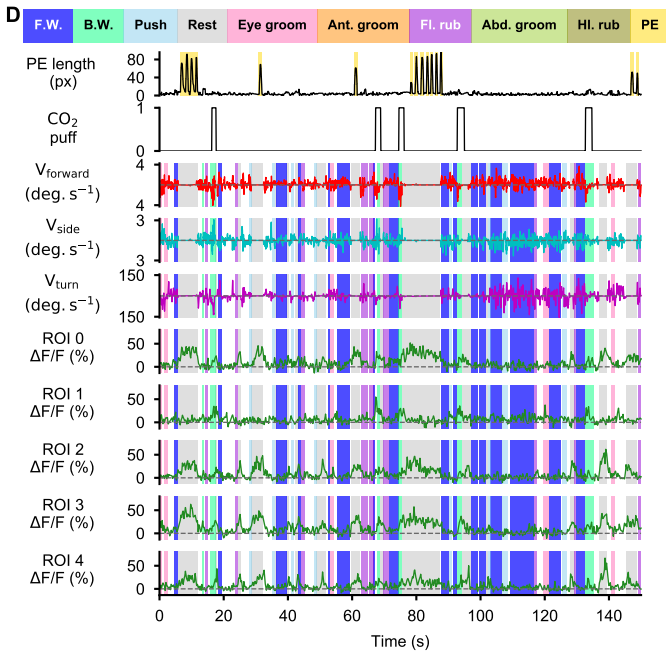 D
F.W. B.W. Push Rest Eye groom Ant. groom Fl. rub Abd. groom Hl. rub PE
PE length
(px)
80
40
0
CO2
puff
1
0
Vforward
(deg. s−1)
4
4
Vside
(deg. s−1)
3
3
Vturn
(deg. s−1)
150
150
ROI 0
ΔF/F (%)
50
0
ROI 1
ΔF/F (%)
50
0
ROI 2
ΔF/F (%)
50
0
ROI 3
ΔF/F (%)
50
0
ROI 4
ΔF/F (%)
50
0
0 20 40 60 80 100 120 140
Time (s)